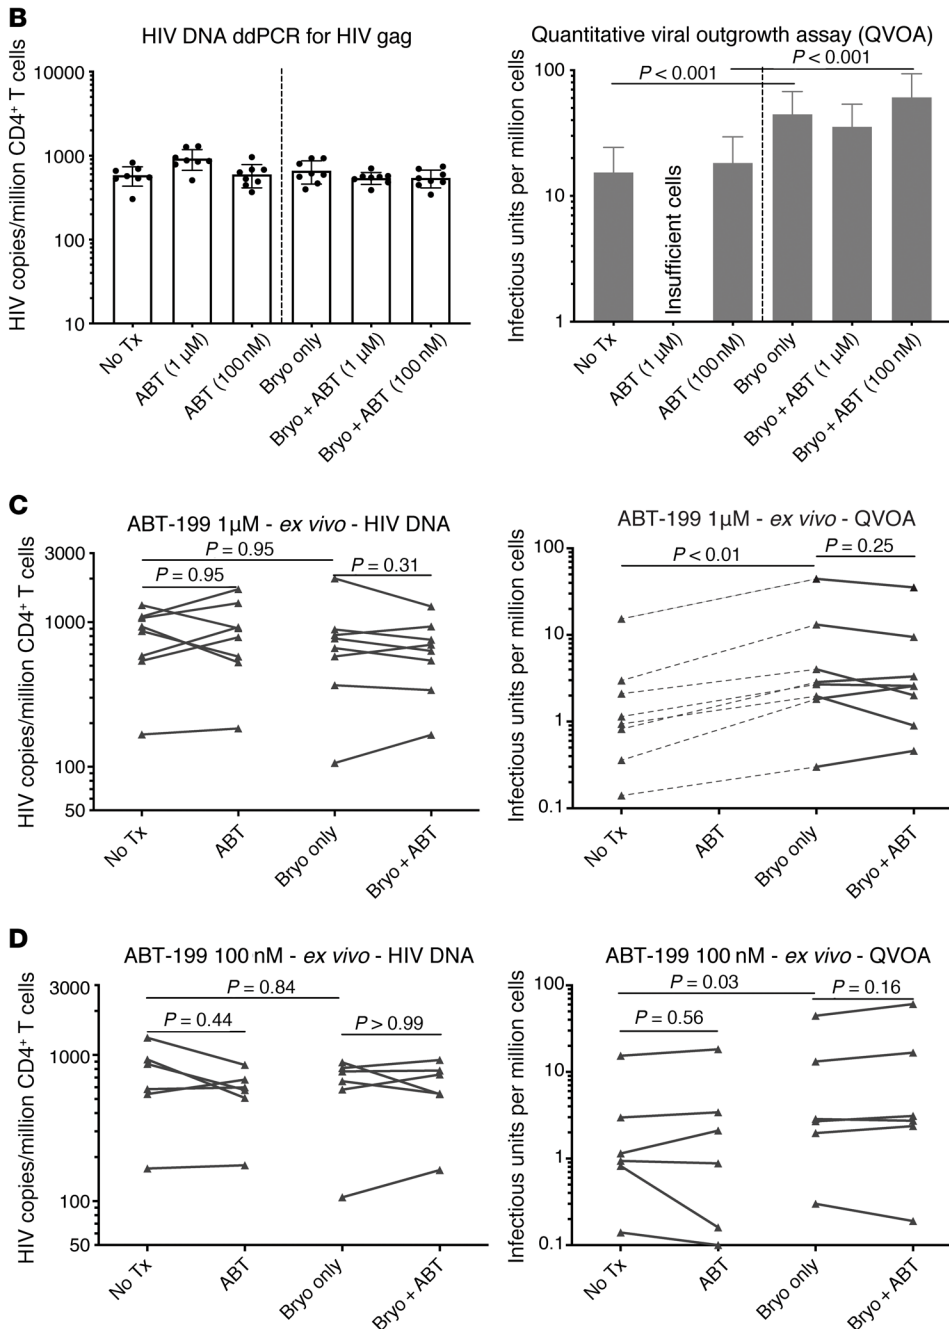 B
HIV DNA ddPCR for HIV gag
HIV copies/million CD4⁺ T cells
10000
1000
100
10
No Tx
ABT (1 µM)
ABT (100 nM)
Bryo only
Bryo + ABT (1 µM)
Bryo + ABT (100 nM)
Quantitative viral outgrowth assay (QVOA)
P < 0.001
P < 0.001
Infectious units per million cells
100
10
1
Insufficient cells
No Tx
ABT (1 µM)
ABT (100 nM)
Bryo only
Bryo + ABT (1 µM)
Bryo + ABT (100 nM)
C
ABT-199 1µM - ex vivo - HIV DNA
HIV copies/million CD4⁺ T cells
3000
1000
100
50
P = 0.95
P = 0.95
P = 0.31
No Tx
ABT
Bryo only
Bryo + ABT
ABT-199 1µM - ex vivo - QVOA
Infectious units per million cells
100
10
1
0.1
P < 0.01
P = 0.25
No Tx
ABT
Bryo only
Bryo + ABT
D
ABT-199 100 nM - ex vivo - HIV DNA
HIV copies/million CD4⁺ T cells
3000
1000
100
50
P = 0.84
P = 0.44
P > 0.99
No Tx
ABT
Bryo only
Bryo + ABT
ABT-199 100 nM - ex vivo - QVOA
Infectious units per million cells
100
10
1
0.1
P = 0.03
P = 0.16
P = 0.56
No Tx
ABT
Bryo only
Bryo + ABT